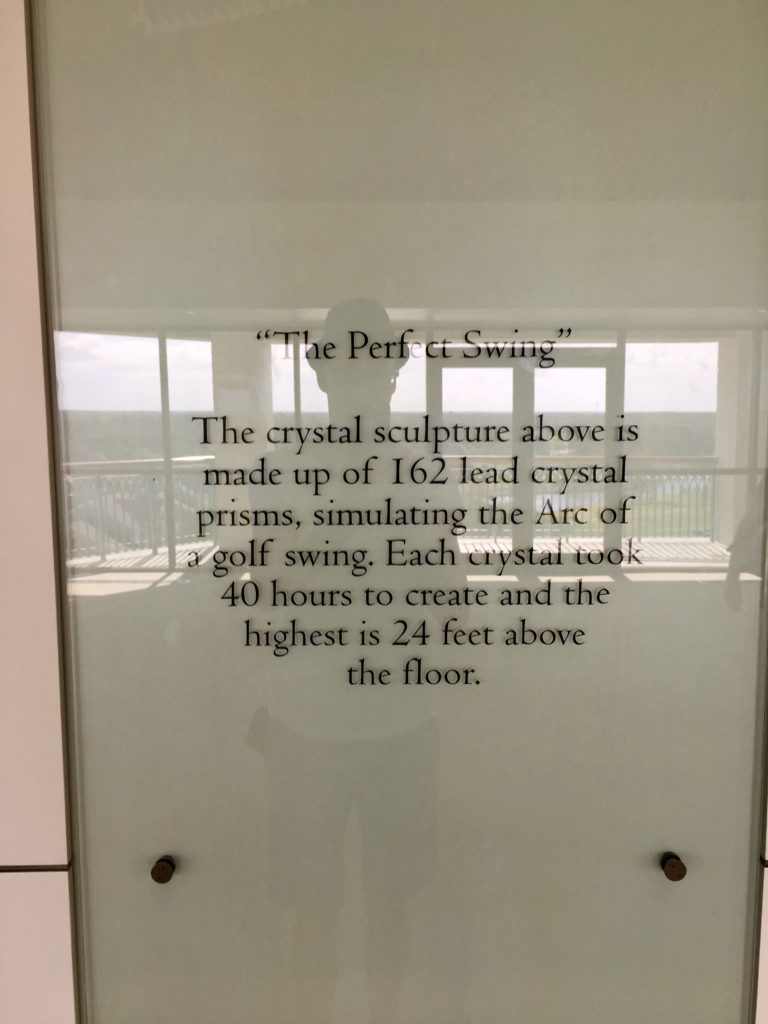 “The Perfect Swing”
The crystal sculpture above is
made up of 162 lead crystal
prisms, simulating the Arc of
a golf swing. Each crystal took
40 hours to create and the
highest is 24 feet above
the floor.